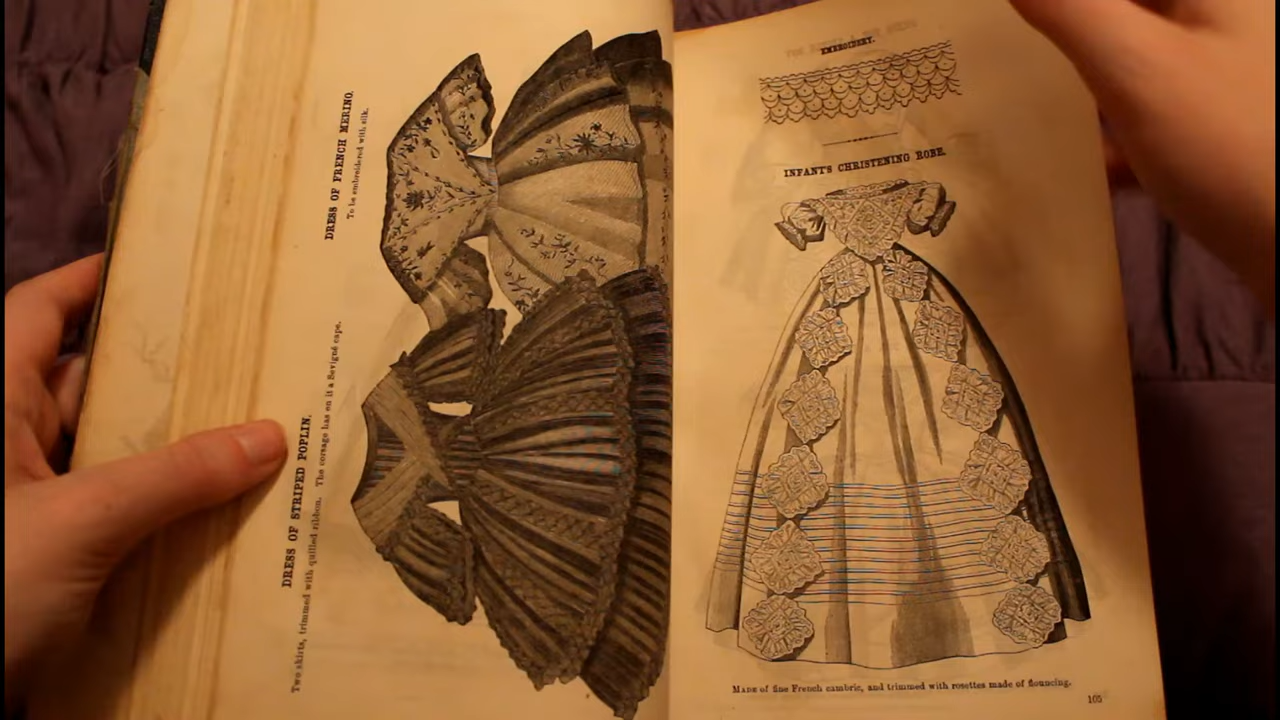 DRESS OF FRENCH MERINO.
To be embroidered with silk.
DRESS OF STRIPED POPLIN.
Two skirts, trimmed with quilled ribbon. The corsage has on it a Sevigné cape.
EMBROIDERY.
INFANT'S CHRISTENING ROBE.
MADE of fine French cambric, and trimmed with rosettes made of flouncing.
105